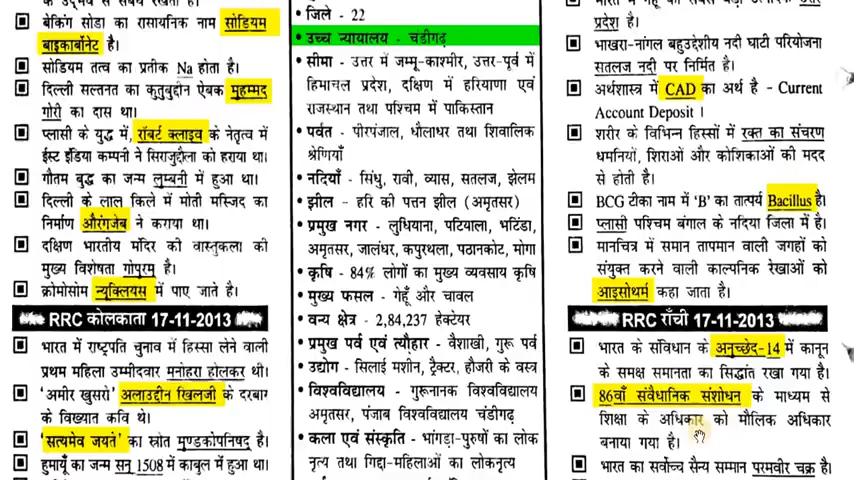 बेकिंग सोडा का रासायनिक नाम सोडियम
बाइकार्बोनेट है।
सोडियम तत्व का प्रतीक Na होता है।
दिल्ली सल्तनत का कुतुबुद्दीन ऐबक मुहम्मद
गोरी का दास था।
प्लासी के युद्ध में, रॉबर्ट क्लाइव के नेतृत्व में
ईस्ट इंडिया कम्पनी ने सिराजुद्दौला को हराया था।
गौतम बुद्ध का जन्म लुम्बनी में हुआ था।
दिल्ली के लाल किले में मोती मस्जिद का
निर्माण औरंगजेब ने कराया था।
दक्षिण भारतीय मंदिर की वास्तुकला की
मुख्य विशेषता गोपुरम् है।
क्रोमोसोम न्यूक्लियस में पाए जाते है।
RRC कोलकाता 17-11-2013
भारत में राष्ट्रपति चुनाव में हिस्सा लेने वाली
प्रथम महिला उम्मीदवार मनोहरा होलकर थी।
'अमीर खुसरो' अलाउद्दीन खिलजी के दरबार
के विख्यात कवि थे।
'सत्यमेव जयते' का स्रोत मुण्डकोपनिषद् है।
हुमायूँ का जन्म सन् 1508 में काबुल में हुआ था।
जिले - 22
उच्च न्यायालय - चंडीगढ़
सीमा - उत्तर में जम्मू-कश्मीर, उत्तर-पूर्व में
हिमाचल प्रदेश, दक्षिण में हरियाणा एवं
राजस्थान तथा पश्चिम में पाकिस्तान
पर्वत - पीरपंजाल, धौलाधर तथा शिवालिक
श्रेणियाँ
नदियाँ - सिंधु, रावी, व्यास, सतलज, झेलम
झील - हरि की पत्तन झील (अमृतसर)
प्रमुख नगर - लुधियाना, पटियाला, भटिंडा,
अमृतसर, जालंधर, कपुरथला, पठानकोट, मोगा
कृषि - 84% लोगों का मुख्य व्यवसाय कृषि
मुख्य फसल - गेहूँ और चावल
वन्य क्षेत्र - 2,84,237 हेक्टेयर
प्रमुख पर्व एवं त्यौहार - वैशाखी, गुरू पर्व
उद्योग - सिलाई मशीन, ट्रैक्टर, हौजरी के वस्त्र
विश्वविद्यालय - गुरूनानक विश्वविद्यालय
अमृतसर, पंजाब विश्वविद्यालय चंडीगढ़
कला एवं संस्कृति - भांगड़ा-पुरुषों का लोक
नृत्य तथा गिद्दा-महिलाओं का लोकनृत्य
प्रदेश है।
भाखरा-नांगल बहुउद्देशीय नदी घाटी परियोजना
सतलज नदी पर निर्मित है।
अर्थशास्त्र में CAD का अर्थ है - Current
Account Deposit ।
शरीर के विभिन्न हिस्सों में रक्त का संचरण
धमनियों, शिराओं और कोशिकाओं की मदद
से होती है।
BCG टीका नाम में 'B' का तात्पर्य Bacillus है।
प्लासी पश्चिम बंगाल के नदिया जिला में है।
मानचित्र में समान तापमान वाली जगहों को
संयुक्त करने वाली काल्पनिक रेखाओं को
आइसोथर्म कहा जाता है।
RRC राँची 17-11-2013
भारत के संविधान के अनुच्छेद-14 में कानून
के समक्ष समानता का सिद्धांत रखा गया है।
86वाँ संवैधानिक संशोधन के माध्यम से
शिक्षा के अधिकार को मौलिक अधिकार
बनाया गया है।
भारत का सर्वोच्च सैन्य सम्मान परमवीर चक्र है।